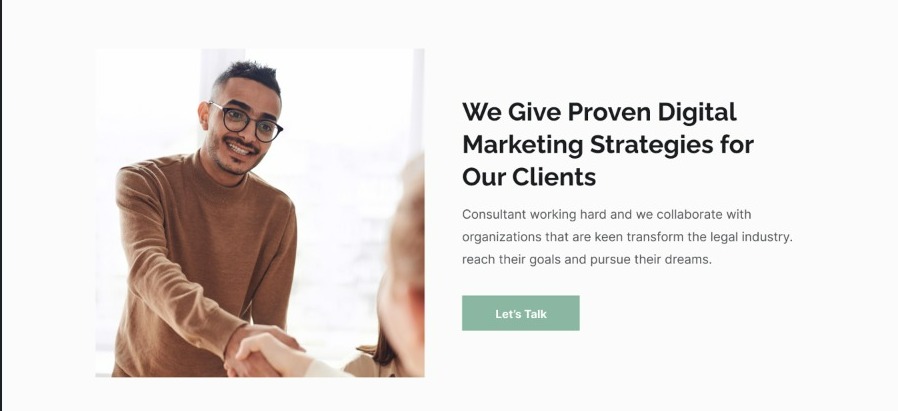 We Give Proven Digital
Marketing Strategies for
Our Clients
Consultant working hard and we collaborate with
organizations that are keen transform the legal industry.
reach their goals and pursue their dreams.
Let's Talk